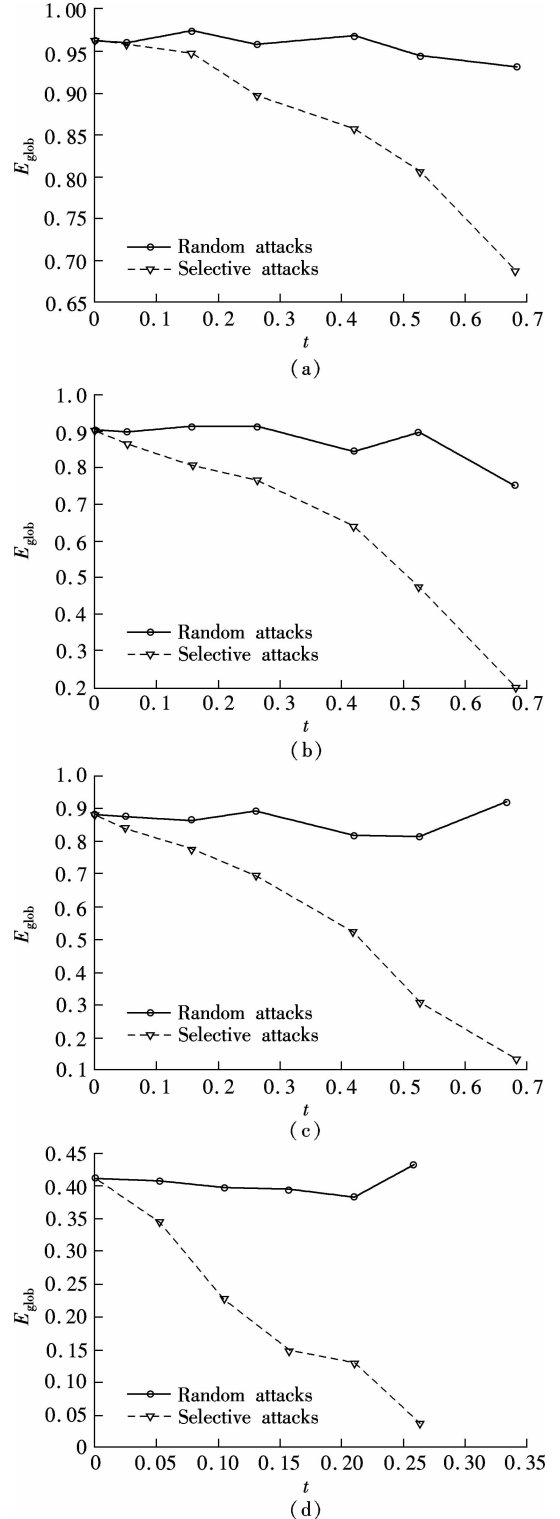 1.00
0.95
0.90
0.85
0.80
0.75
0.70
0.65
E glob
Random attacks
Selective attacks
0 0.1 0.2 0.3 0.4 0.5 0.6 0.7
t
(a)
1.0
0.9
0.8
0.7
0.6
0.5
0.4
0.3
0.2
E glob
Random attacks
Selective attacks
0 0.1 0.2 0.3 0.4 0.5 0.6 0.7
t
(b)
1.0
0.9
0.8
0.7
0.6
0.5
0.4
0.3
0.2
0.1
E glob
Random attacks
Selective attacks
0 0.1 0.2 0.3 0.4 0.5 0.6 0.7
t
(c)
0.45
0.40
0.35
0.30
0.25
0.20
0.15
0.10
0.05
0
E glob
Random attacks
Selective attacks
0 0.05 0.10 0.15 0.20 0.25 0.30 0.35
t
(d)